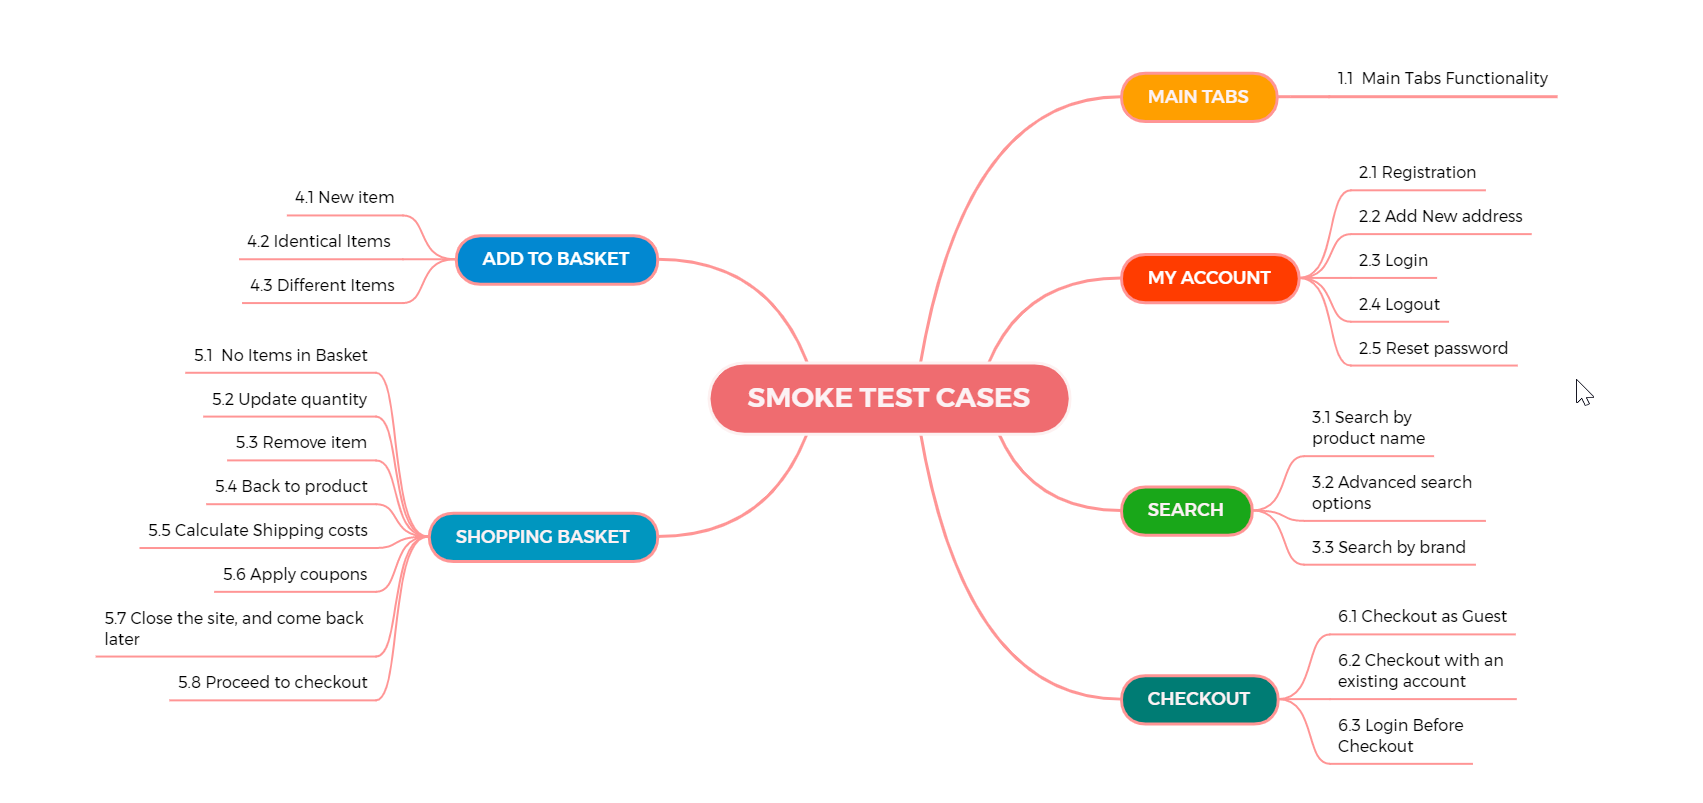 SMOKE TEST CASES
MAIN TABS
1.1  Main Tabs Functionality
MY ACCOUNT
2.1 Registration
2.2 Add New address
2.3 Login
2.4 Logout
2.5 Reset password
SEARCH
3.1 Search by
product name
3.2 Advanced search
options
3.3 Search by brand
ADD TO BASKET
4.1 New item
4.2 Identical Items
4.3 Different Items
SHOPPING BASKET
5.1  No Items in Basket
5.2 Update quantity
5.3 Remove item
5.4 Back to product
5.5 Calculate Shipping costs
5.6 Apply coupons
5.7 Close the site, and come back
later
5.8 Proceed to checkout
CHECKOUT
6.1 Checkout as Guest
6.2 Checkout with an
existing account
6.3 Login Before
Checkout